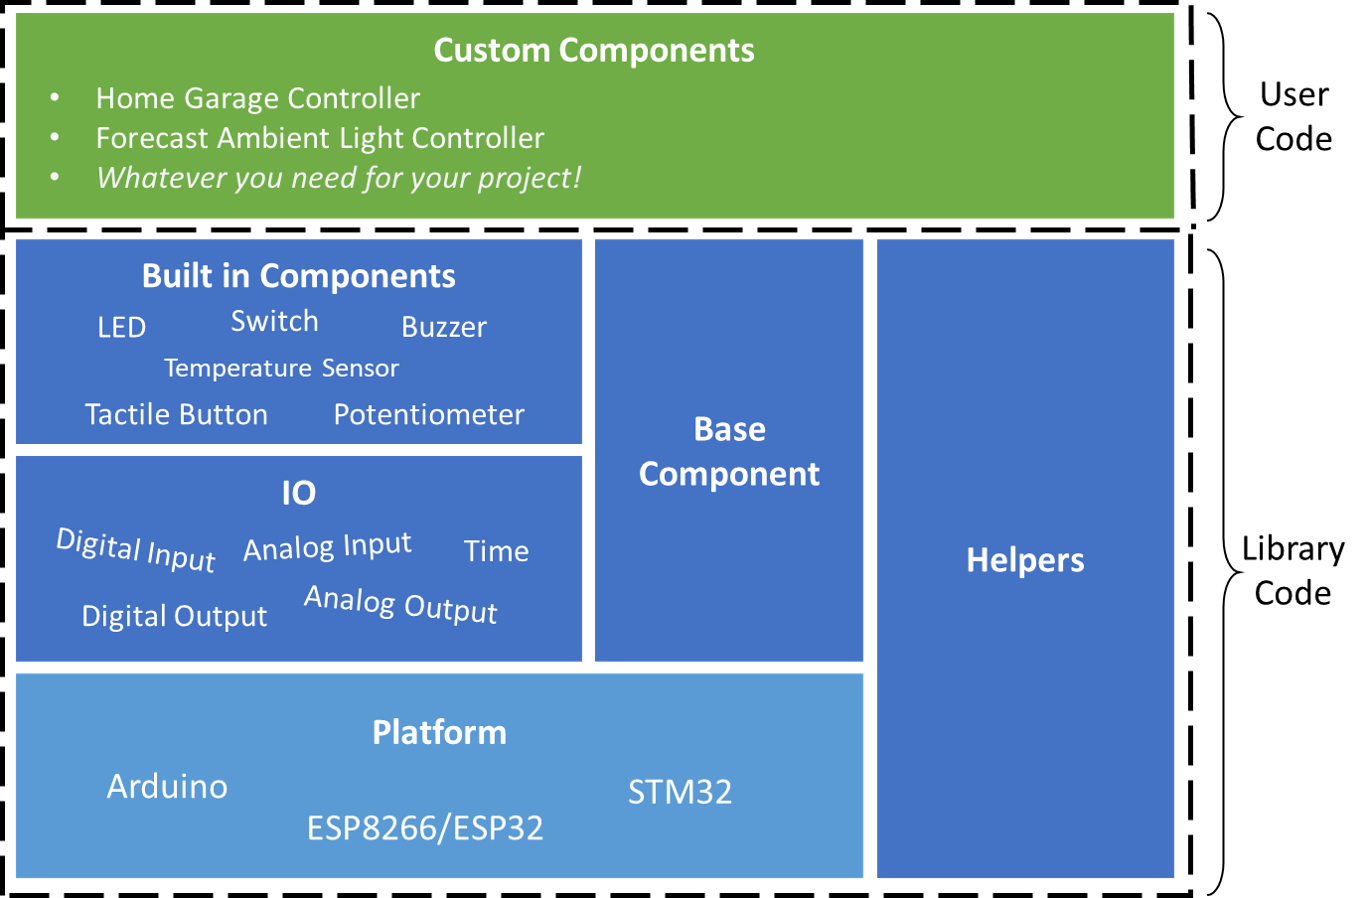 Custom Components
• Home Garage Controller
• Forecast Ambient Light Controller
• Whatever you need for your project!
User
Code
Built in Components
LED
Switch
Buzzer
Temperature Sensor
Tactile Button
Potentiometer
IO
Digital Input
Analog Input
Time
Digital Output
Analog Output
Base
Component
Helpers
Library
Code
Platform
Arduino
STM32
ESP8266/ESP32